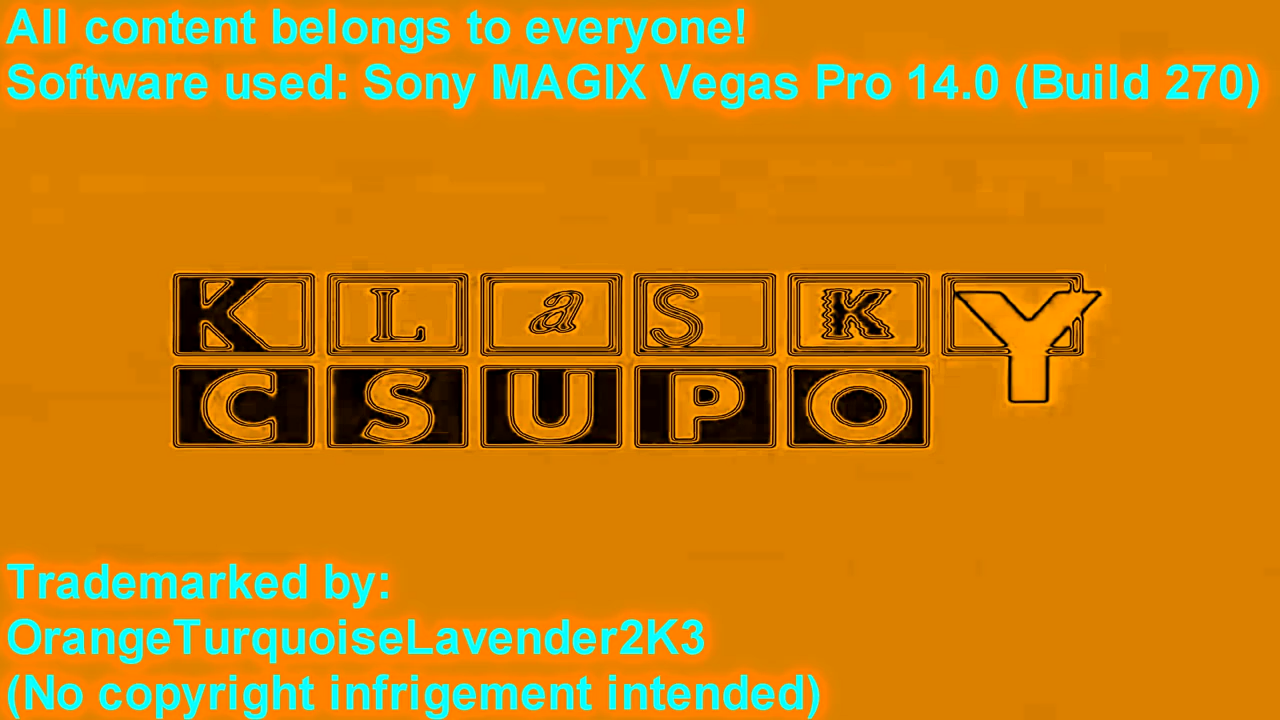 All content belongs to everyone!
Software used: Sony MAGIX Vegas Pro 14.0 (Build 270)
KLasKY
CSUPO
Trademarked by:
OrangeTurquoiseLavender2K3
(No copyright infrigement intended)